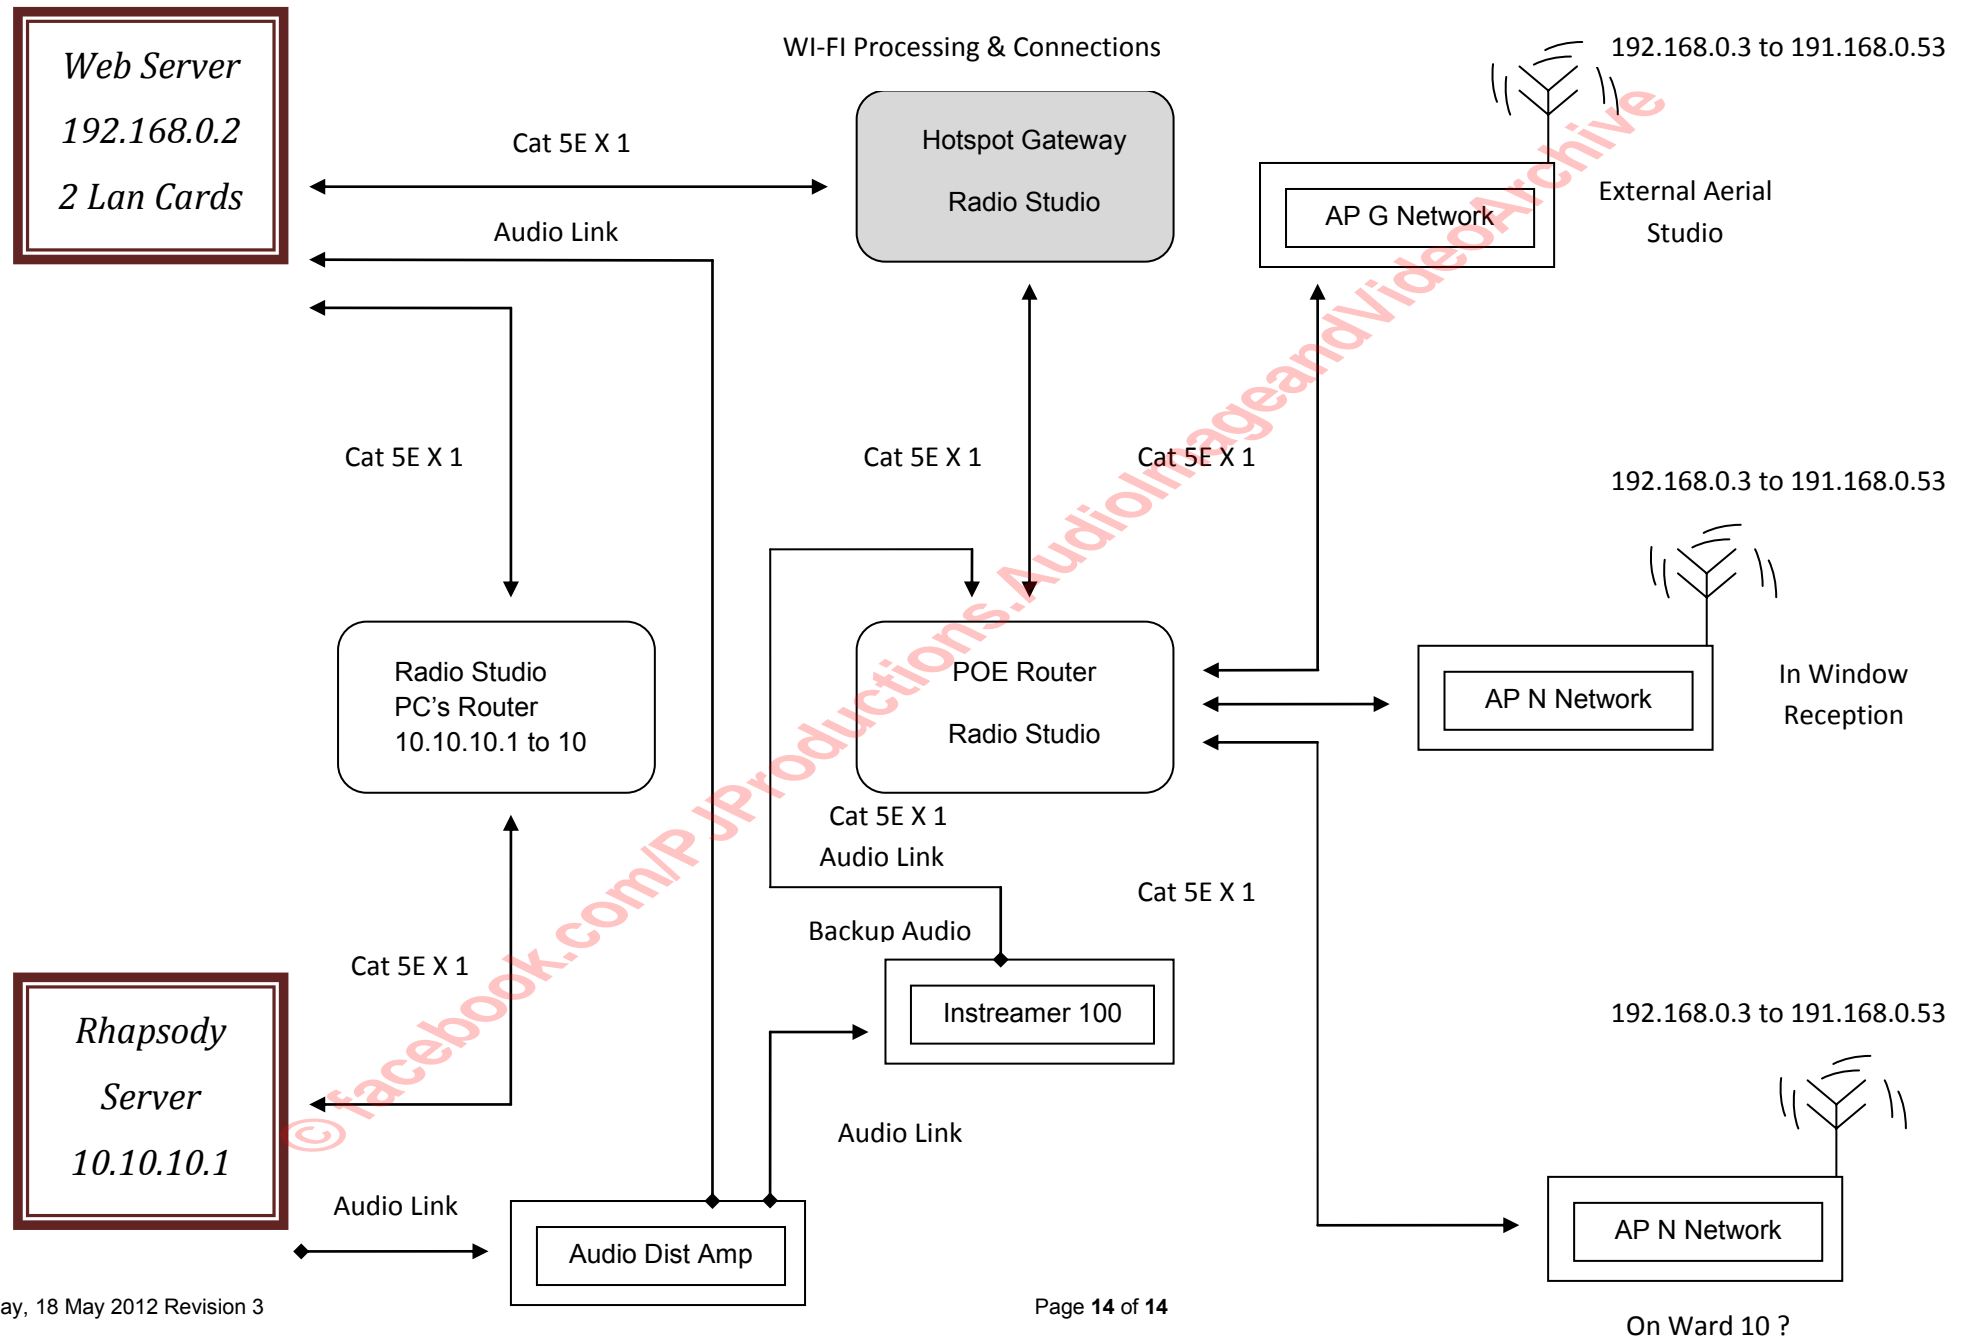 WI-FI Processing & Connections
Web Server
192.168.0.2
2 Lan Cards
Cat 5E X 1
Audio Link
Hotspot Gateway
Radio Studio
192.168.0.3 to 191.168.0.53
AP G Network
External Aerial
Studio
Cat 5E X 1
Cat 5E X 1
Cat 5E X 1
192.168.0.3 to 191.168.0.53
Radio Studio
PC’s Router
10.10.10.1 to 10
POE Router
Radio Studio
AP N Network
In Window
Reception
Cat 5E X 1
Audio Link
Cat 5E X 1
Backup Audio
Cat 5E X 1
Instreamer 100
Rhapsody
Server
10.10.10.1
192.168.0.3 to 191.168.0.53
Audio Link
Audio Link
Audio Dist Amp
AP N Network
On Ward 10 ?
ay, 18 May 2012 Revision 3
Page 14 of 14
© facebook.com/PJProductions.AudioImageandVideoArchive